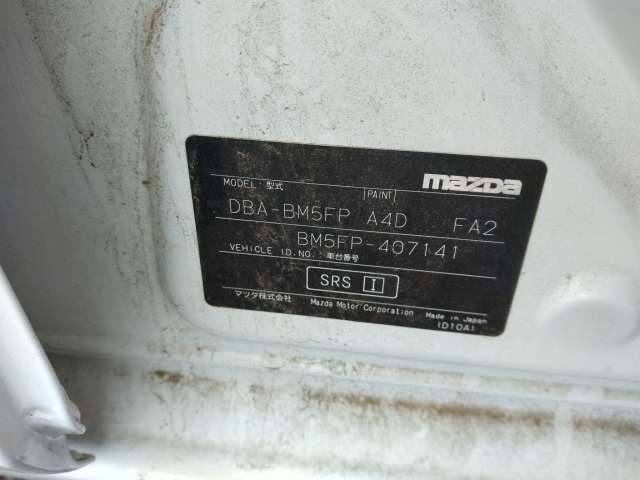 mazda
MODEL:型式 [PAINT]
DBA-BM5FP A4D FA2
BM5FP-407141
VEHICLE ID.NO.:車台番号
SRS I
マツダ株式会社 Mazda Motor Corporation Made in Japan
(D10A)